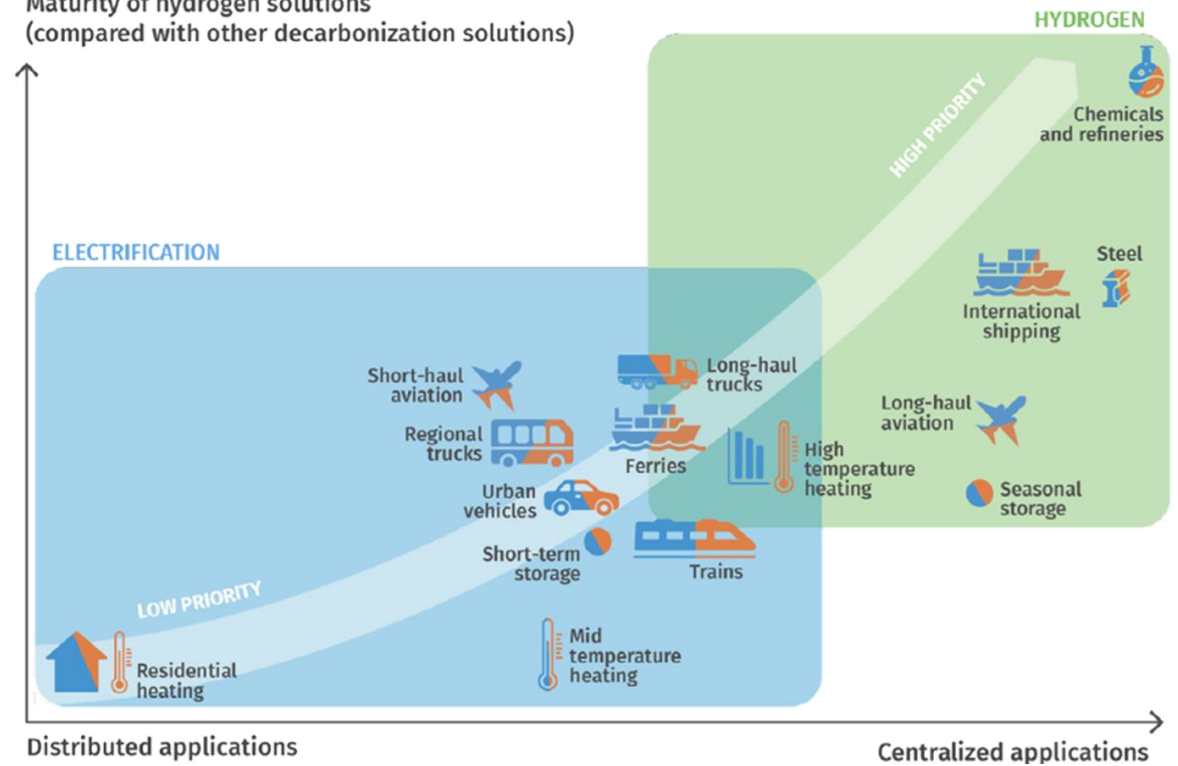 Maturity of hydrogen solutions
(compared with other decarbonization solutions)
HYDROGEN
HIGH PRIORITY
Chemicals
and refineries
ELECTRIFICATION
Steel
International
shipping
Short-haul
aviation
Long-haul
trucks
Long-haul
aviation
Regional
trucks
Ferries
High
temperature
heating
Urban
vehicles
Seasonal
storage
Short-term
storage
Trains
LOW PRIORITY
Mid
temperature
heating
Residential
heating
Distributed applications
Centralized applications